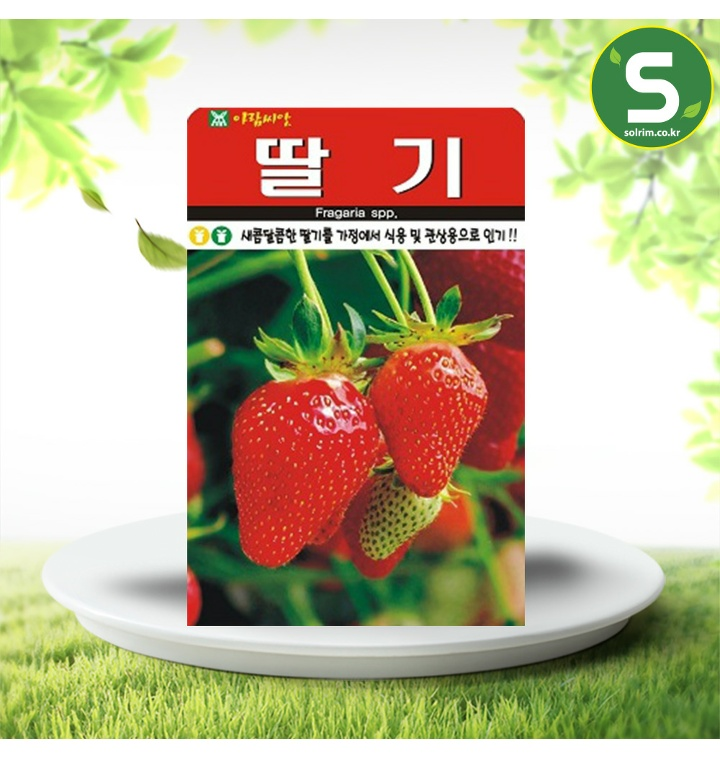 S
solrim.co.kr
아람씨앗
딸 기
Fragaria spp.
새콤달콤한 딸기를 가정에서 식용 및 관상용으로 인기 !!